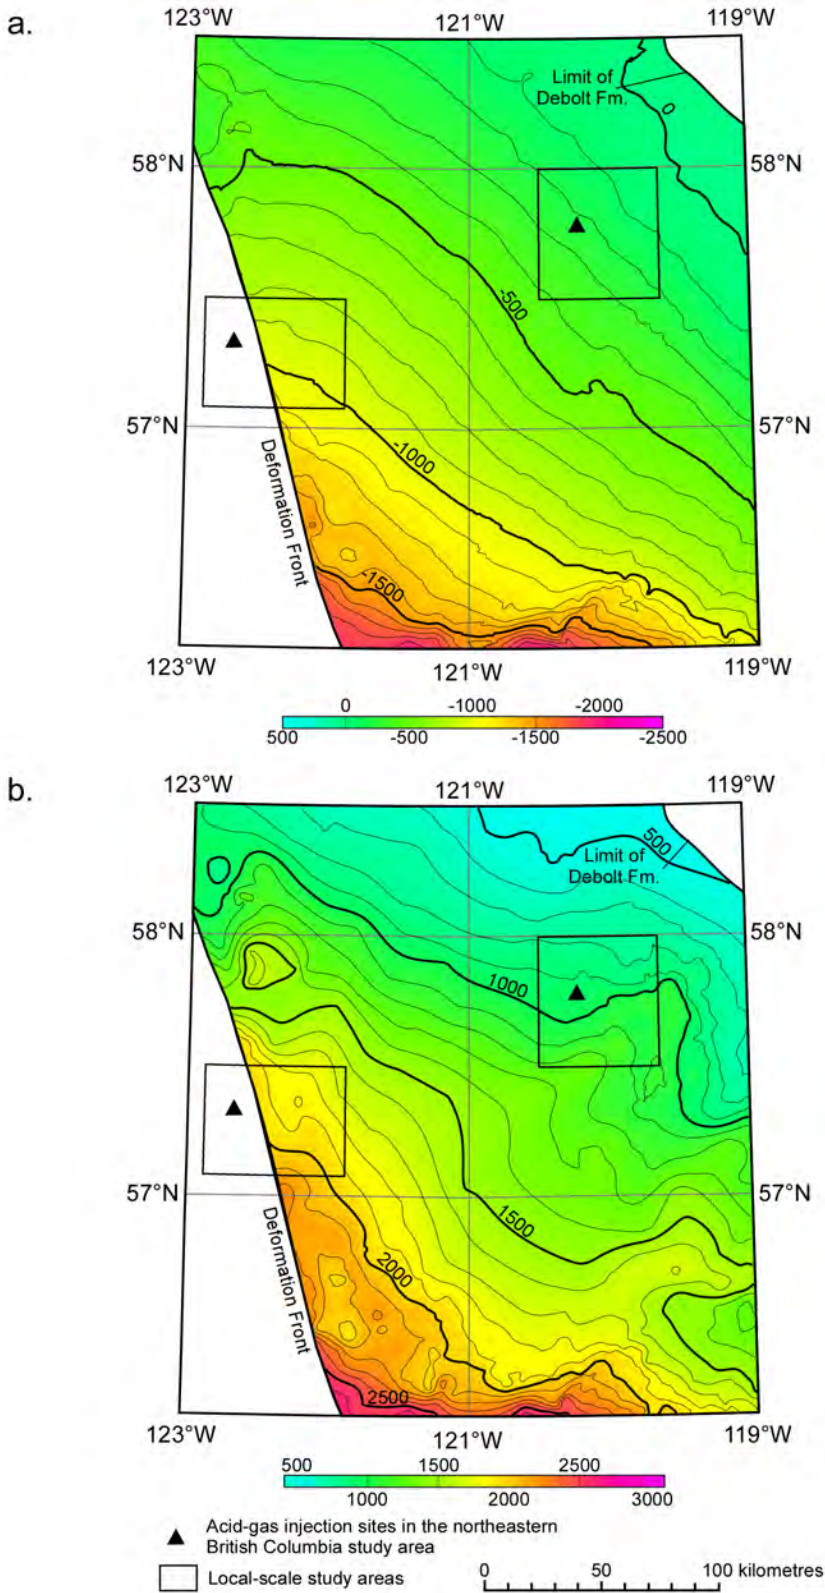 a.
123°W
121°W
119°W
Limit of
Debolt Fm.
0
58°N
58°N
-500
57°N
57°N
-1000
Deformation Front
-1500
123°W
121°W
119°W
0
-1000
-2000
500
-500
-1500
-2500
b.
123°W
121°W
119°W
500
Limit of
Debolt Fm.
58°N
58°N
1000
57°N
57°N
1500
Deformation Front
2000
2500
123°W
121°W
119°W
500
1500
2500
1000
2000
3000
Acid-gas injection sites in the northeastern
British Columbia study area
Local-scale study areas
0
50
100 kilometres